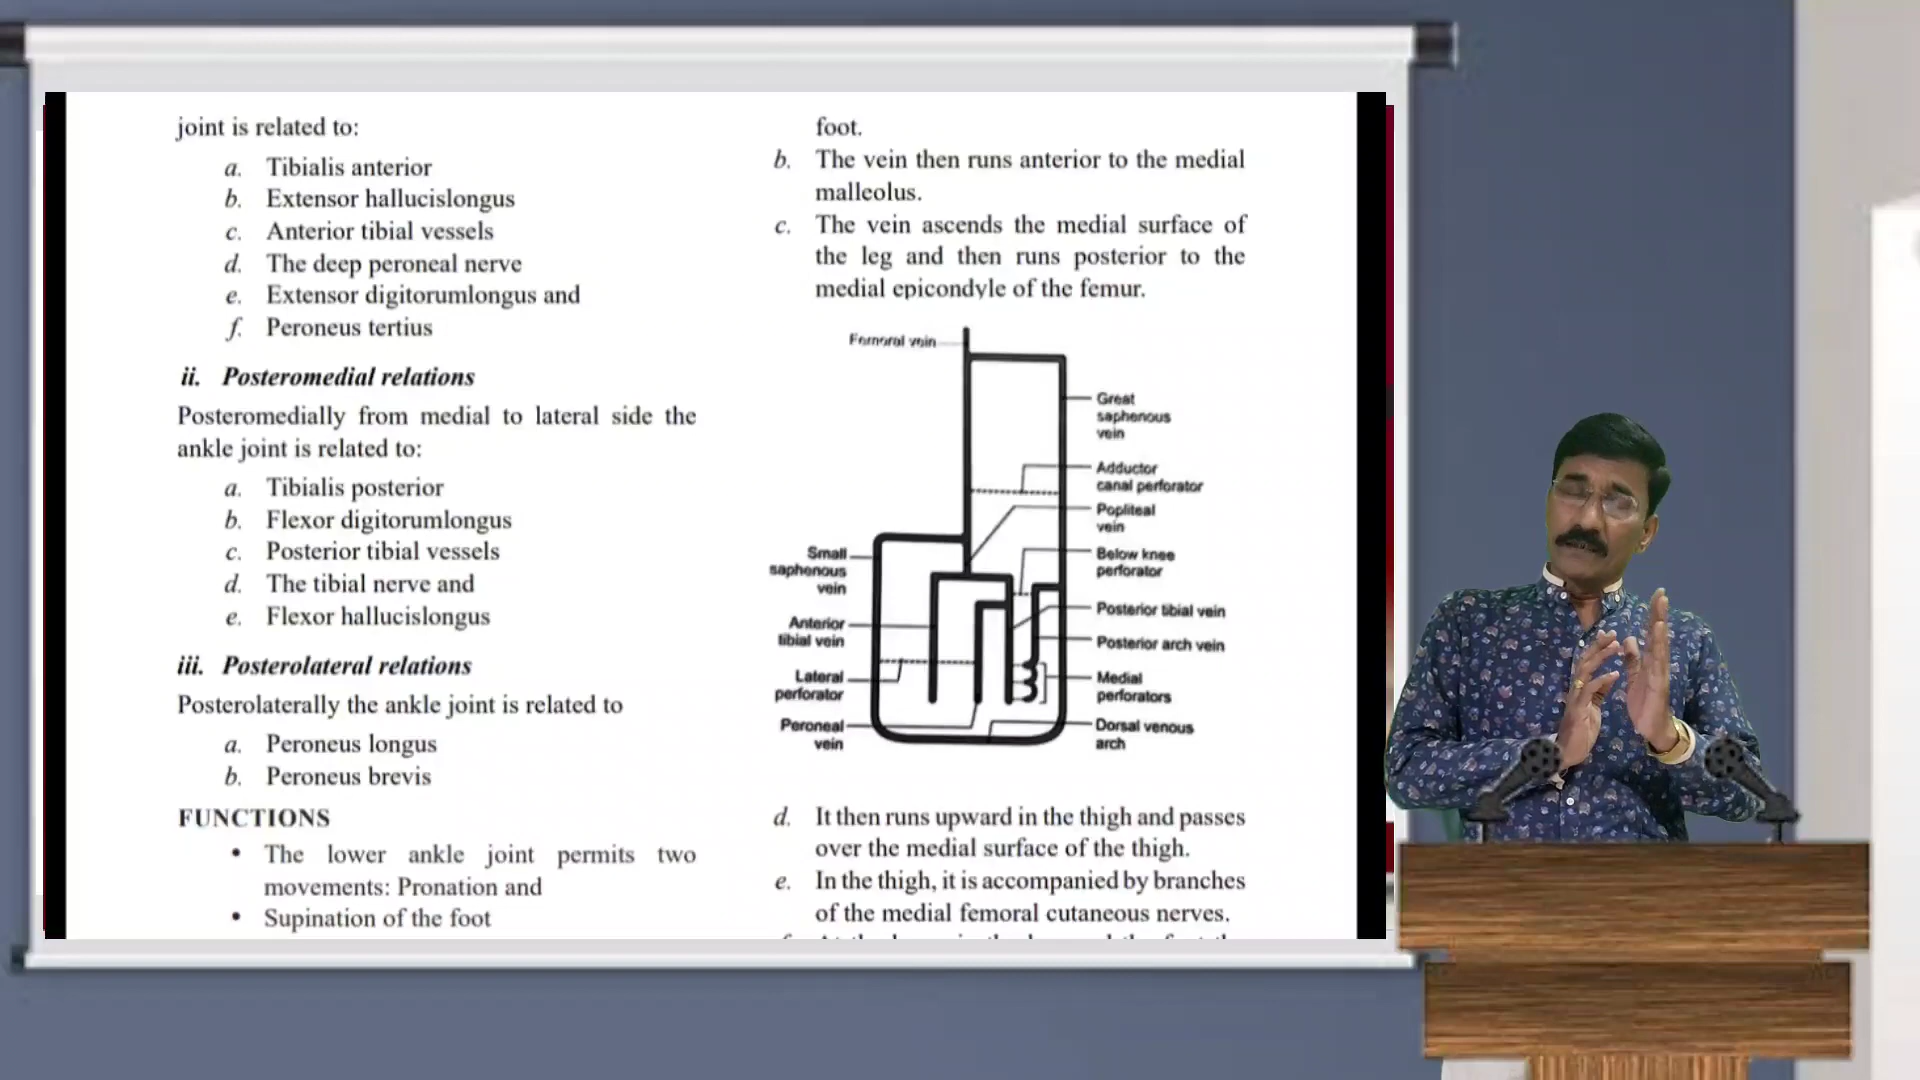 joint is related to:
a. Tibialis anterior
b. Extensor hallucislongus
c. Anterior tibial vessels
d. The deep peroneal nerve
e. Extensor digitorumlongus and
f. Peroneus tertius
ii. Posteromedial relations
Posteromedially from medial to lateral side the
ankle joint is related to:
a. Tibialis posterior
b. Flexor digitorumlongus
c. Posterior tibial vessels
d. The tibial nerve and
e. Flexor hallucislongus
iii. Posterolateral relations
Posterolaterally the ankle joint is related to
a. Peroneus longus
b. Peroneus brevis
FUNCTIONS
• The lower ankle joint permits two
movements: Pronation and
• Supination of the foot
foot.
b. The vein then runs anterior to the medial
malleolus.
c. The vein ascends the medial surface of
the leg and then runs posterior to the
medial epicondyle of the femur.
Femoral vein
Great
saphenous
vein
Adductor
canal perforator
Popliteal
vein
Below knee
perforator
Posterior tibial vein
Posterior arch vein
Medial
perforators
Dorsal venous
arch
Small
saphenous
vein
Anterior
tibial vein
Lateral
perforator
Peroneal
vein
d. It then runs upward in the thigh and passes
over the medial surface of the thigh.
e. In the thigh, it is accompanied by branches
of the medial femoral cutaneous nerves.